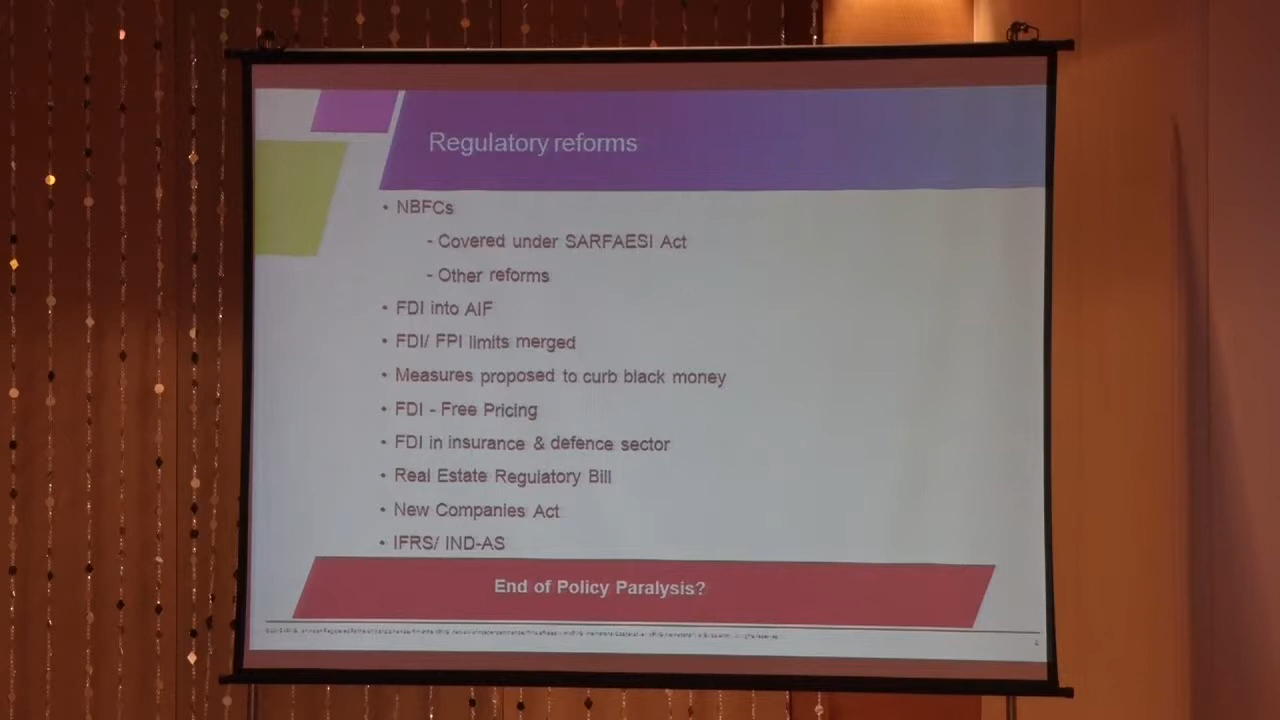 Regulatory reforms
• NBFCs
- Covered under SARFAESI Act
- Other reforms
• FDI into AIF
• FDI/ FPI limits merged
• Measures proposed to curb black money
• FDI - Free Pricing
• FDI in insurance & defence sector
• Real Estate Regulatory Bill
• New Companies Act
• IFRS/ IND-AS
End of Policy Paralysis?